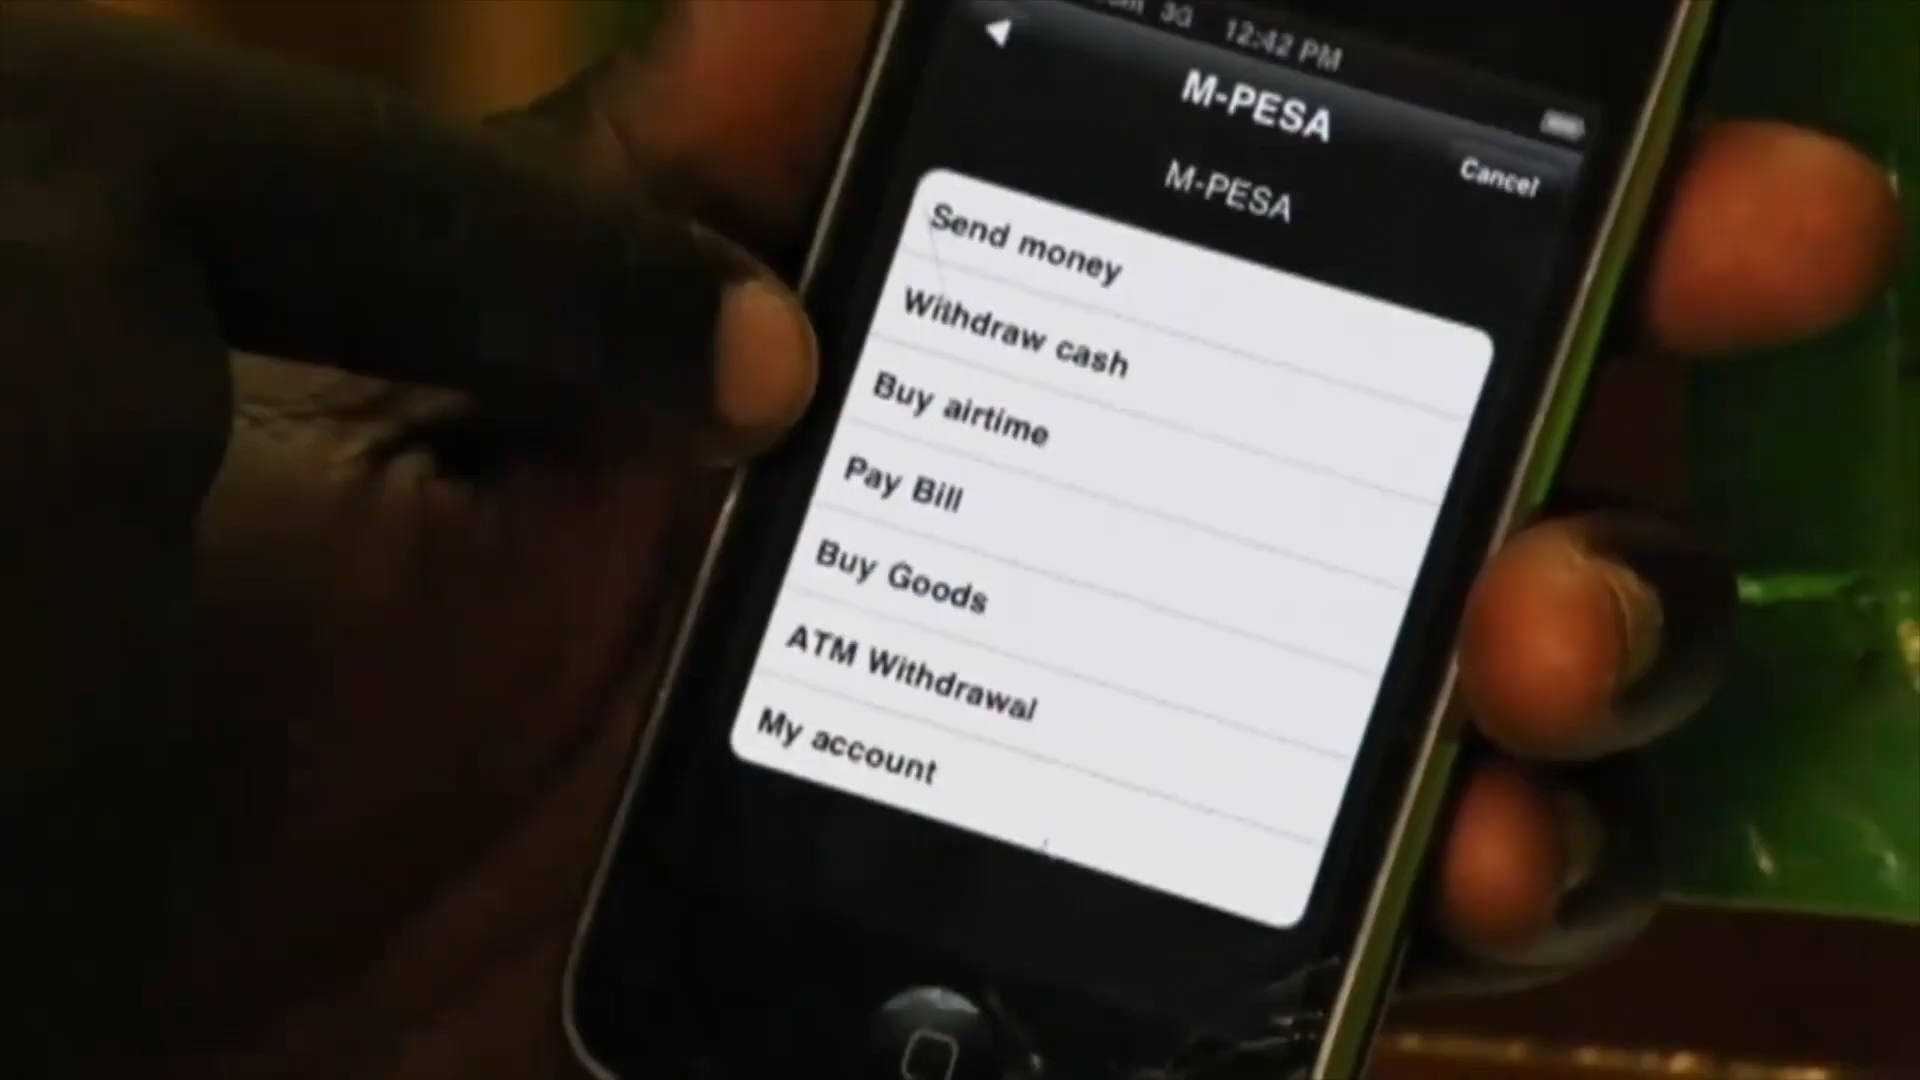 3G 12:42 PM
M-PESA
Cancel
M-PESA
Send money
Withdraw cash
Buy airtime
Pay Bill
Buy Goods
ATM Withdrawal
My account